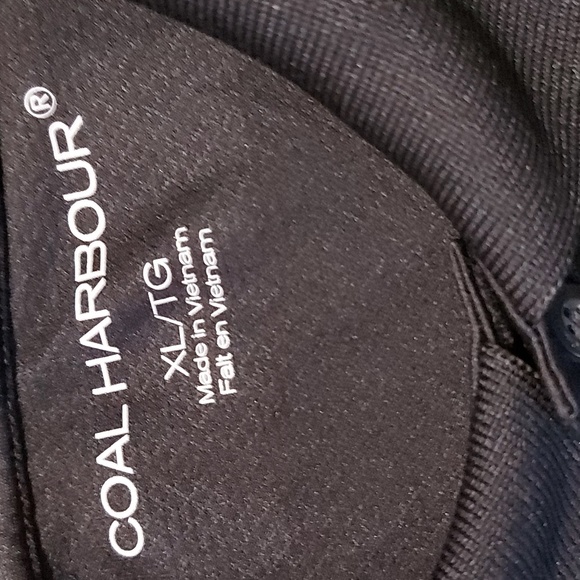 COAL HARBOUR®
XL/TG
Made in Vietnam
Fait en Vietnam